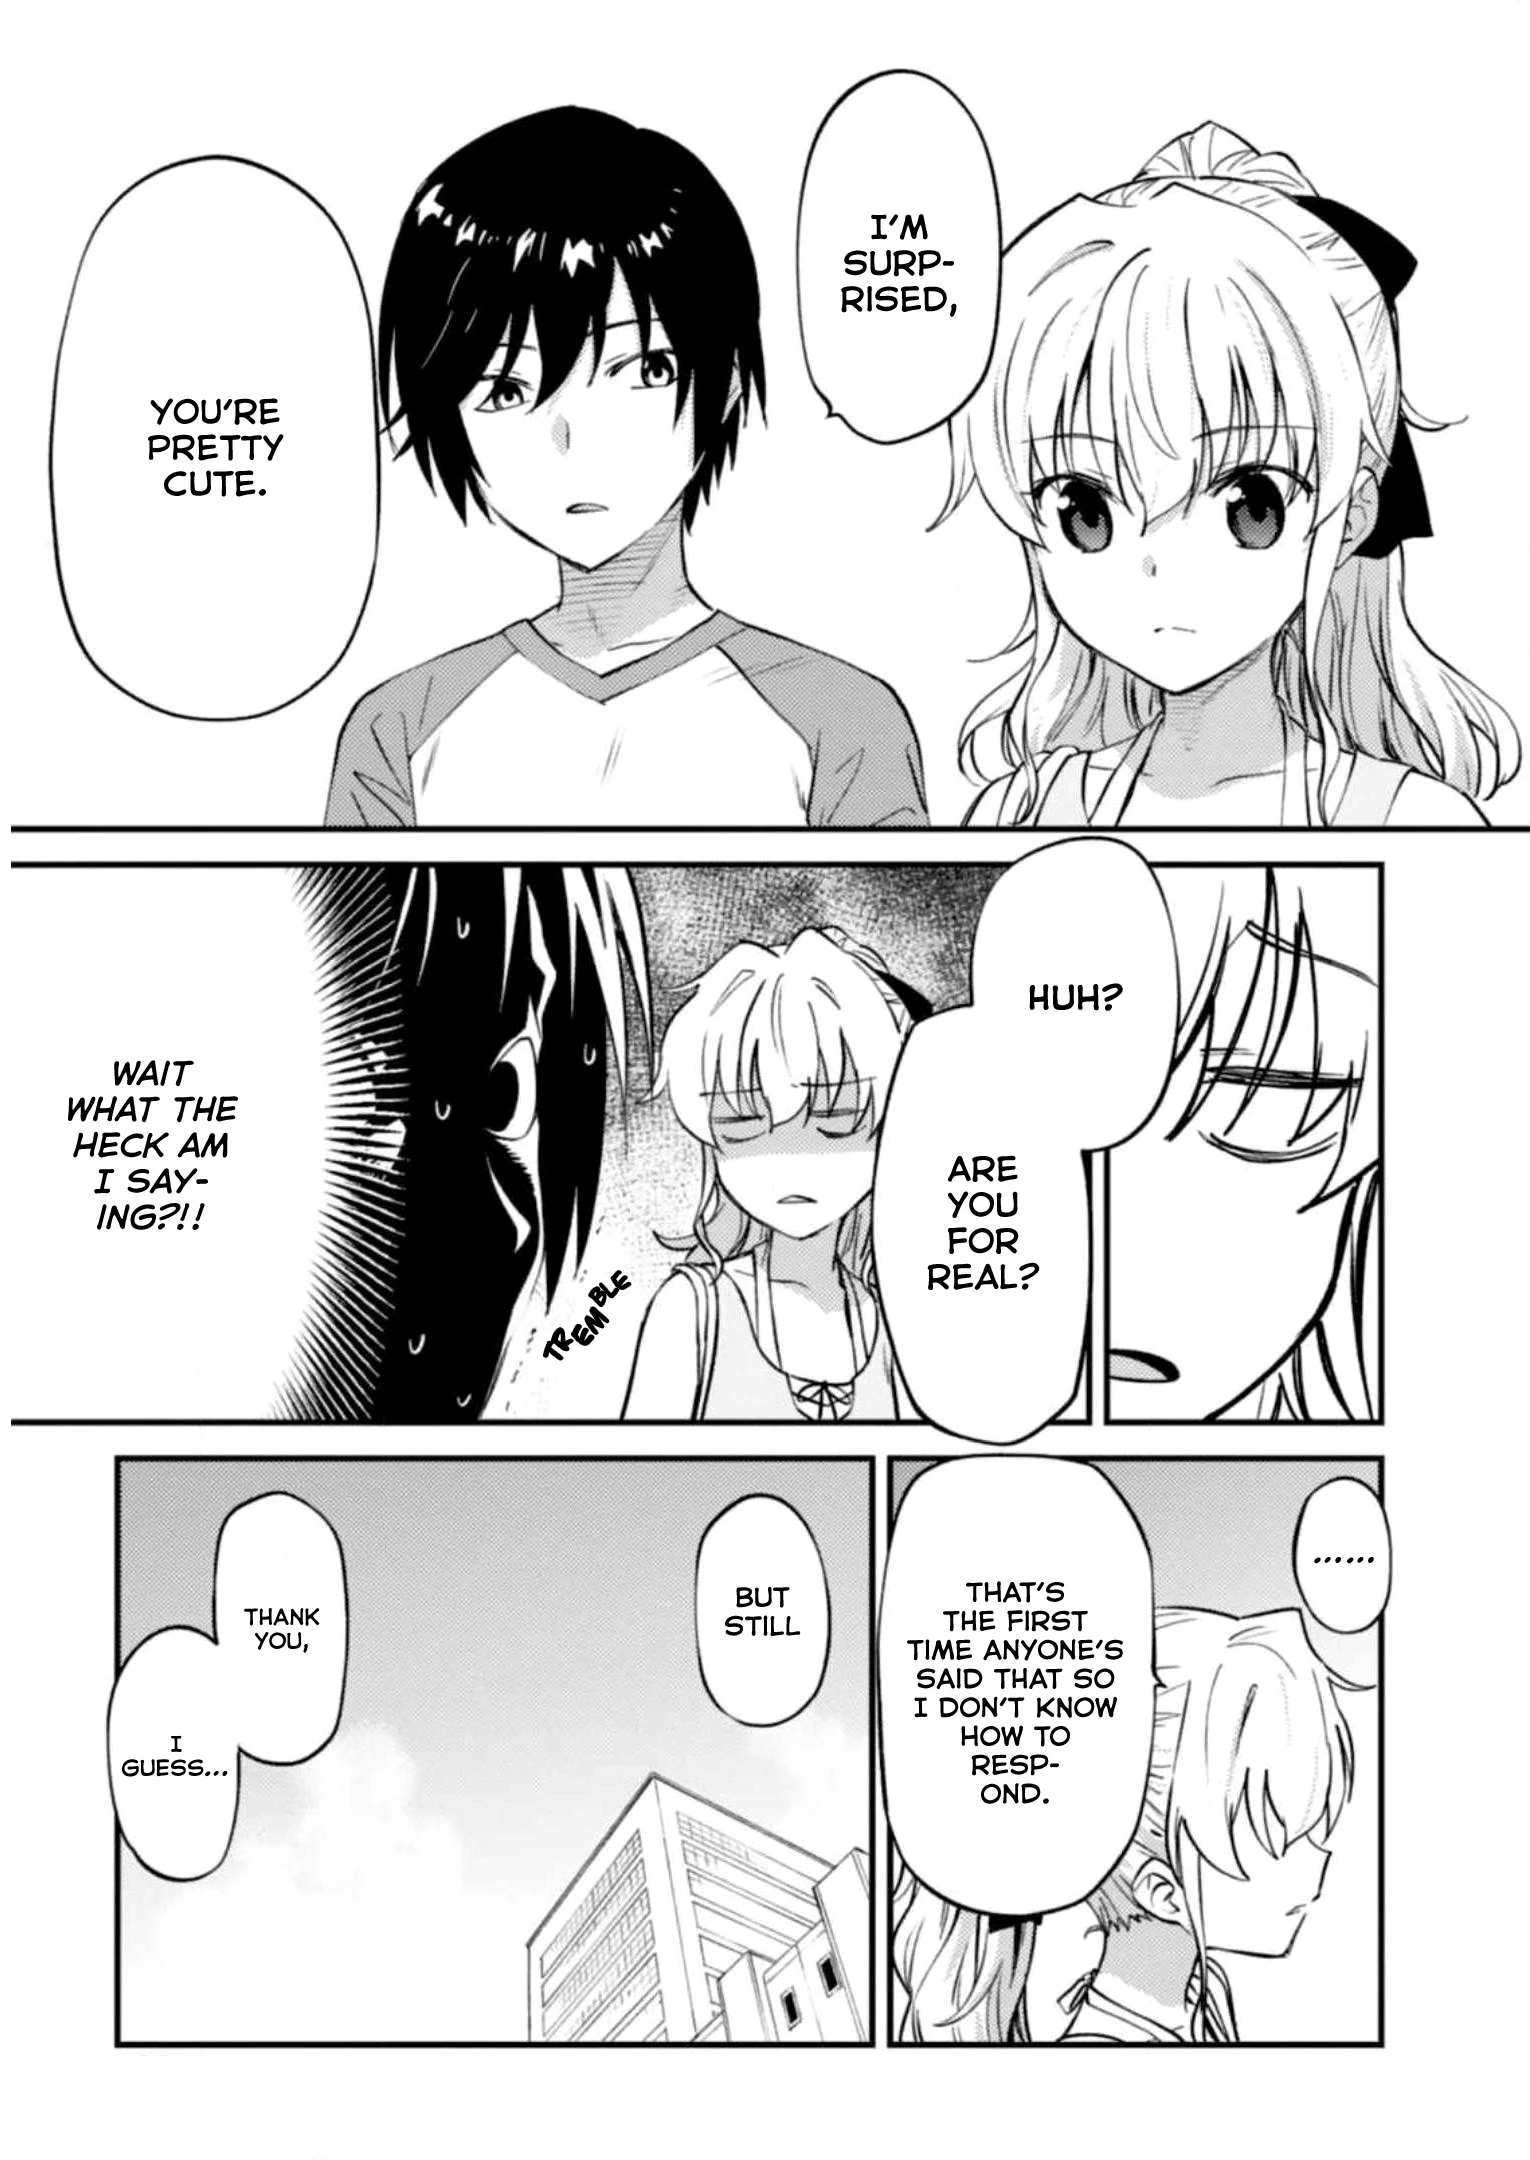 I'M
SURP-
RISED,
YOU'RE
PRETTY
CUTE.
HUH?
ARE
YOU
FOR
REAL?
TREMBLE
WAIT
WHAT THE
HECK AM
I SAY-
ING?!!
......
THAT'S
THE FIRST
TIME ANYONE'S
SAID THAT SO
I DON'T KNOW
HOW TO
RESP-
OND.
BUT
STILL
THANK
YOU,
I
GUESS...